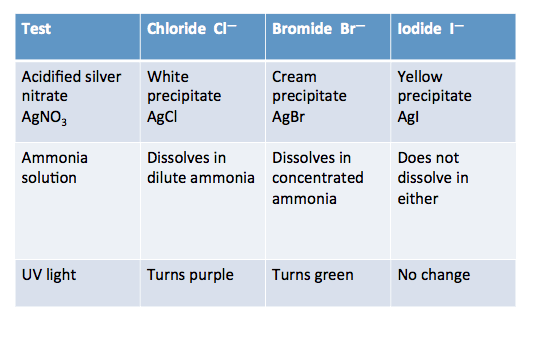 Test
Chloride Cl⁻
Bromide Br⁻
Iodide I⁻
Acidified silver
nitrate
AgNO₃
White
precipitate
AgCl
Cream
precipitate
AgBr
Yellow
precipitate
AgI
Ammonia
solution
Dissolves in
dilute ammonia
Dissolves in
concentrated
ammonia
Does not
dissolve in
either
UV light
Turns purple
Turns green
No change